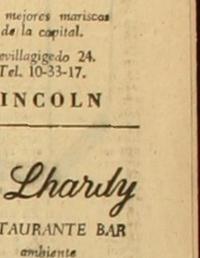 mejores mariscos
de la capital.
evillagigedo 24.
Tel. 10-33-17.
INCOLN
Lhardy
TAURANTE BAR
ambiente